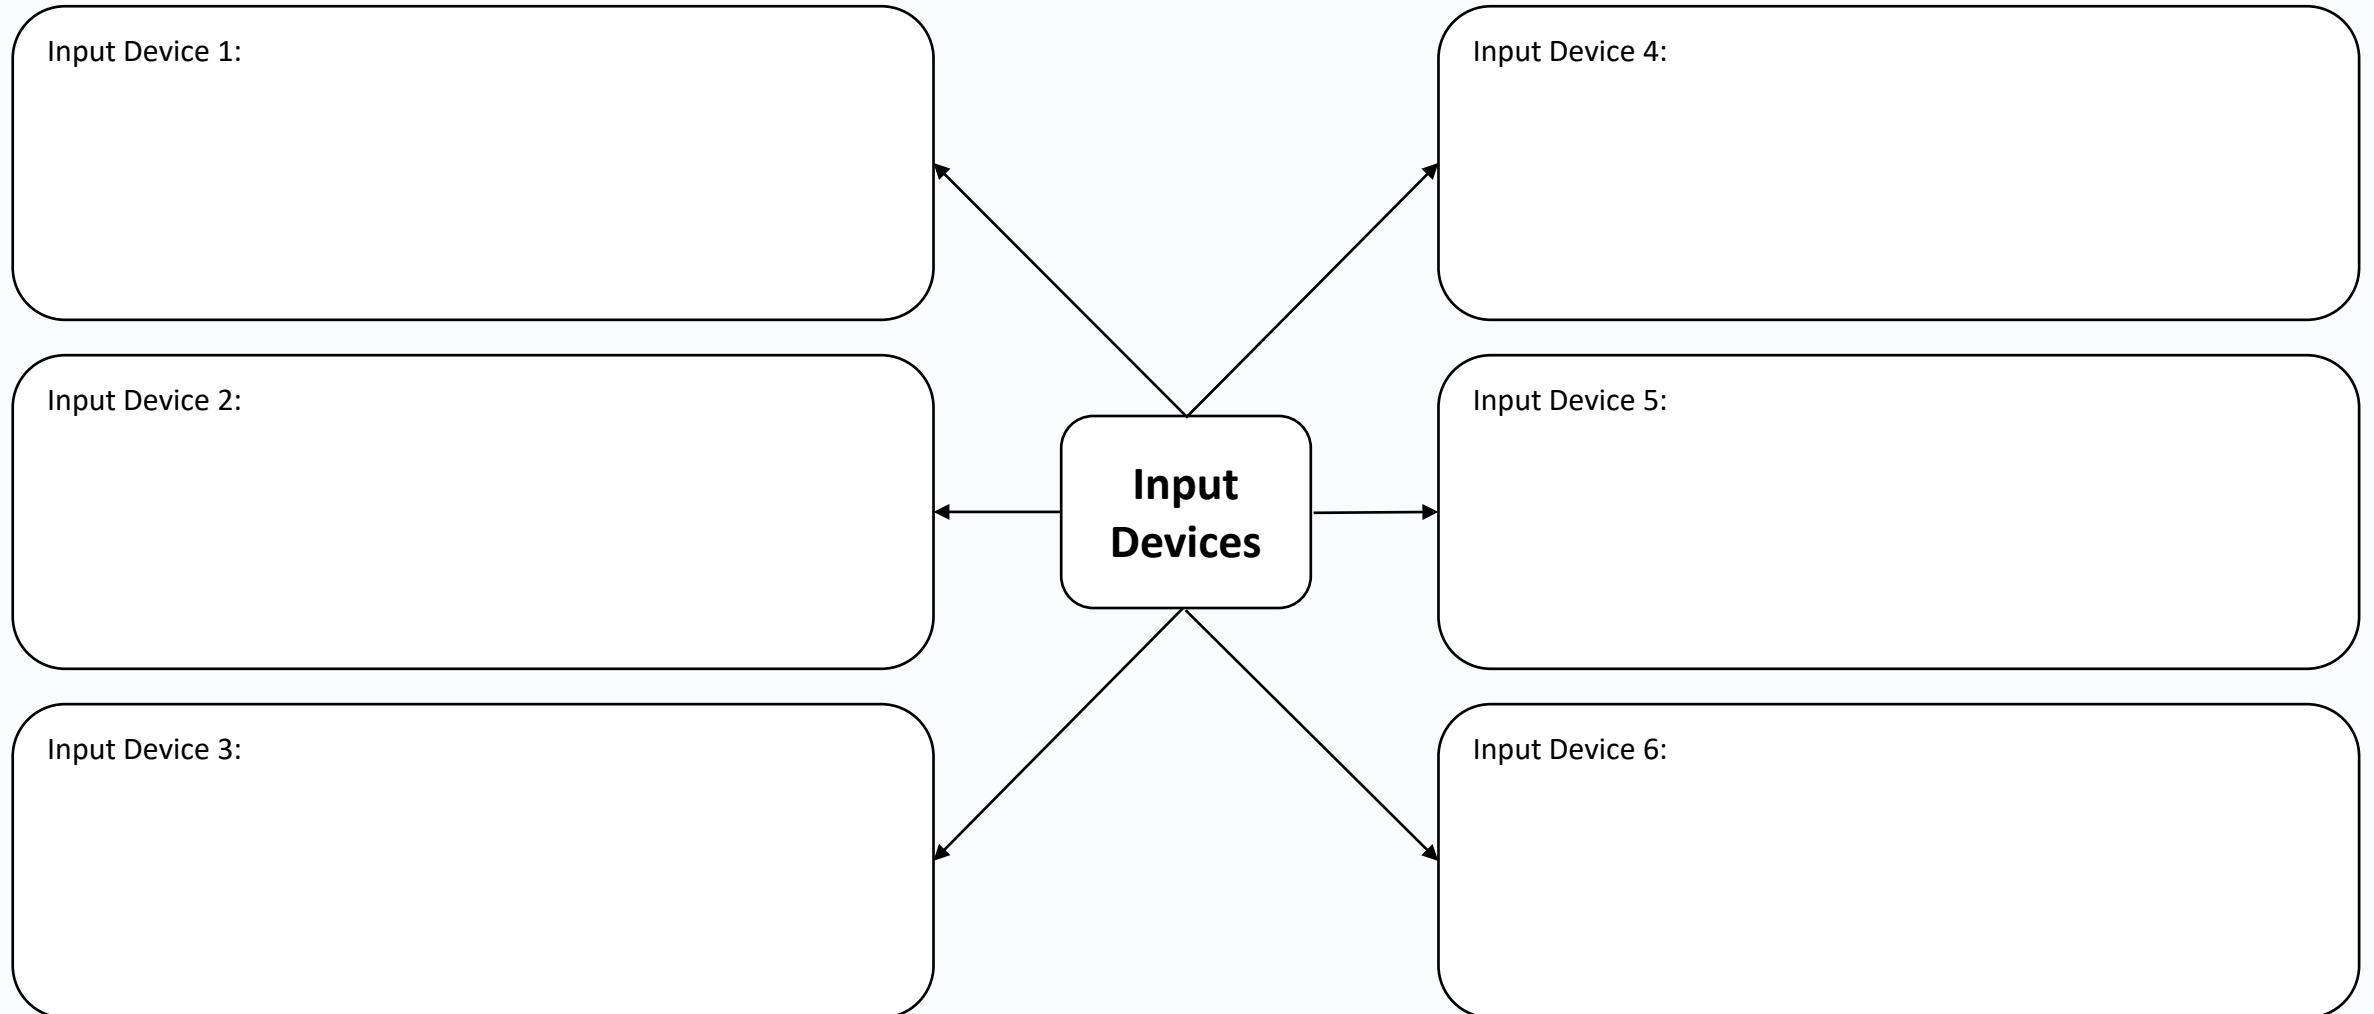 Input Device 1:
Input Device 2:
Input Device 3:
Input
Devices
Input Device 4:
Input Device 5:
Input Device 6: